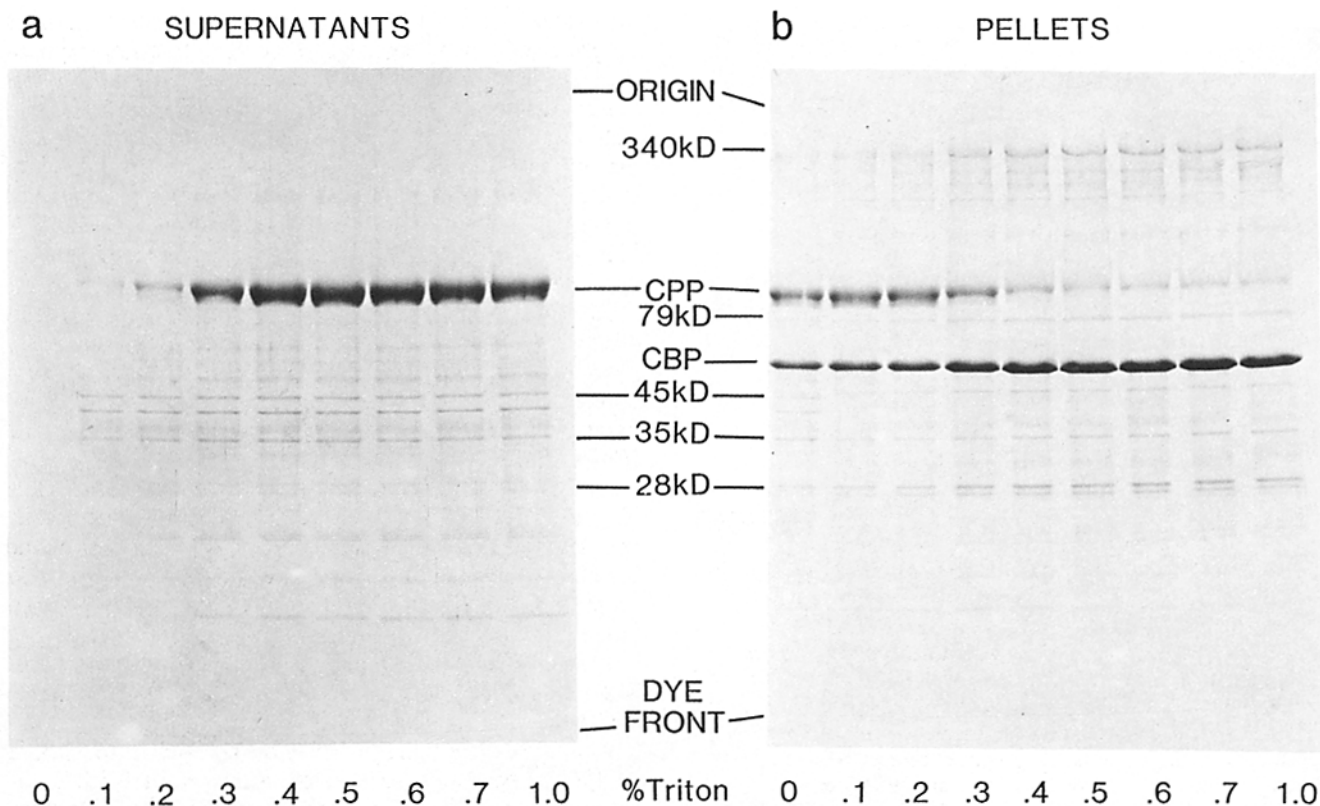 a SUPERNATANTS b PELLETS
ORIGIN
340kD
CPP
79kD
CBP
45kD
35kD
28kD
DYE
FRONT
0 .1 .2 .3 .4 .5 .6 .7 1.0 %Triton 0 .1 .2 .3 .4 .5 .6 .7 1.0